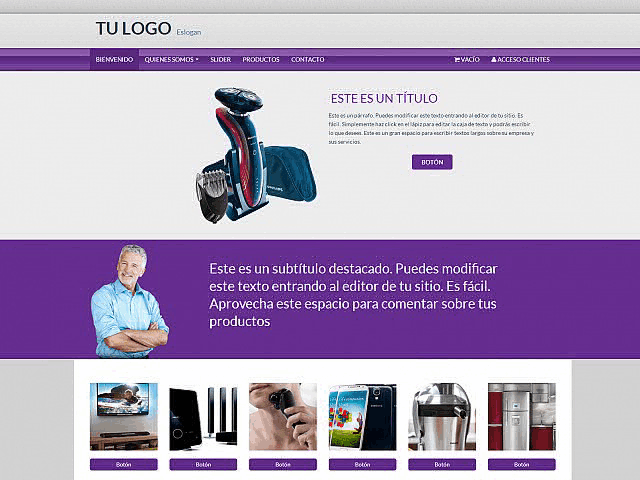 TU LOGO Eslogan
BIENVENIDO QUIENES SOMOS SLIDER PRODUCTOS CONTACTO VACÍO ACCESO CLIENTES
ESTE ES UN TÍTULO
Este es un párrafo. Puedes modificar este texto entrando al editor de tu sitio. Es
fácil. Simplemente haz click en el lápiz para editar la caja de texto y podrás escribir
lo que desees. Este es un gran espacio para escribir textos largos sobre su empresa y
sus servicios.
BOTÓN
Este es un subtítulo destacado. Puedes modificar
este texto entrando al editor de tu sitio. Es fácil.
Aprovecha este espacio para comentar sobre tus
productos
Botón Botón Botón Botón Botón Botón